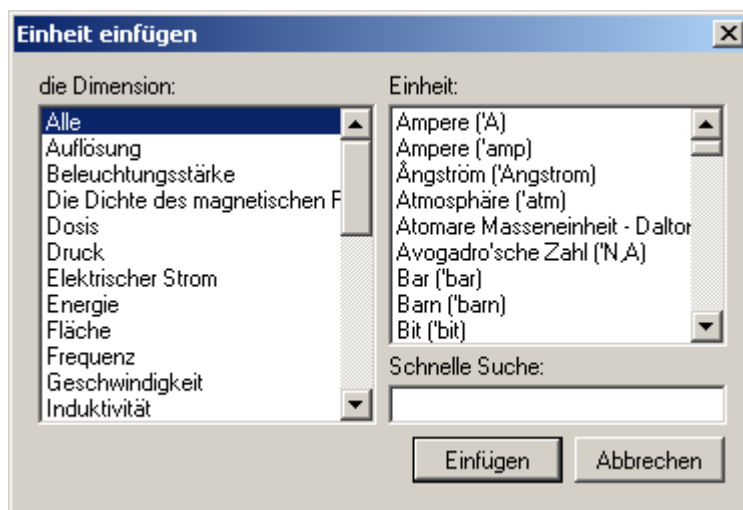 Einheit einfügen
die Dimension:
Alle
Auflösung
Beleuchtungsstärke
Die Dichte des magnetischen F
Dosis
Druck
Elektrischer Strom
Energie
Fläche
Frequenz
Geschwindigkeit
Induktivität
Einheit:
Ampere ('A)
Ampere ('amp)
Ångström ('Angstrom)
Atmosphäre ('atm)
Atomare Masseneinheit - Dalton
Avogadro'sche Zahl ('N,A)
Bar ('bar)
Barn ('barn)
Bit ('bit)
Schnelle Suche:
Einfügen
Abbrechen